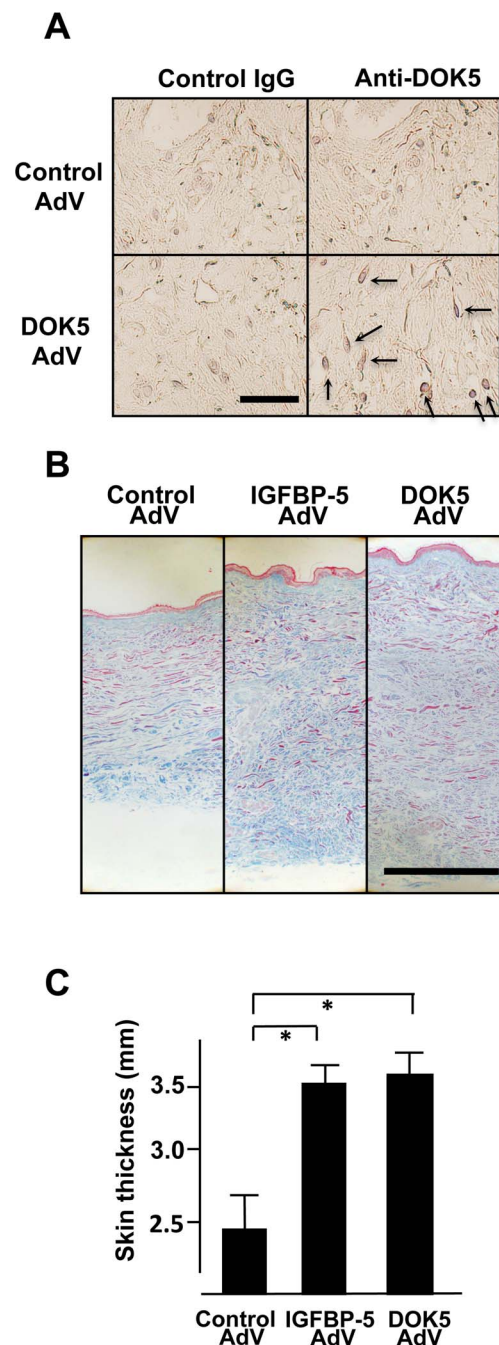 A
Control IgG Anti-DOK5
Control
AdV
DOK5
AdV
B
Control IGFBP-5 DOK5
AdV AdV AdV
C
* 
*
Skin thickness (mm)
3.5
3.0
2.5
Control IGFBP-5 DOK5
AdV AdV AdV